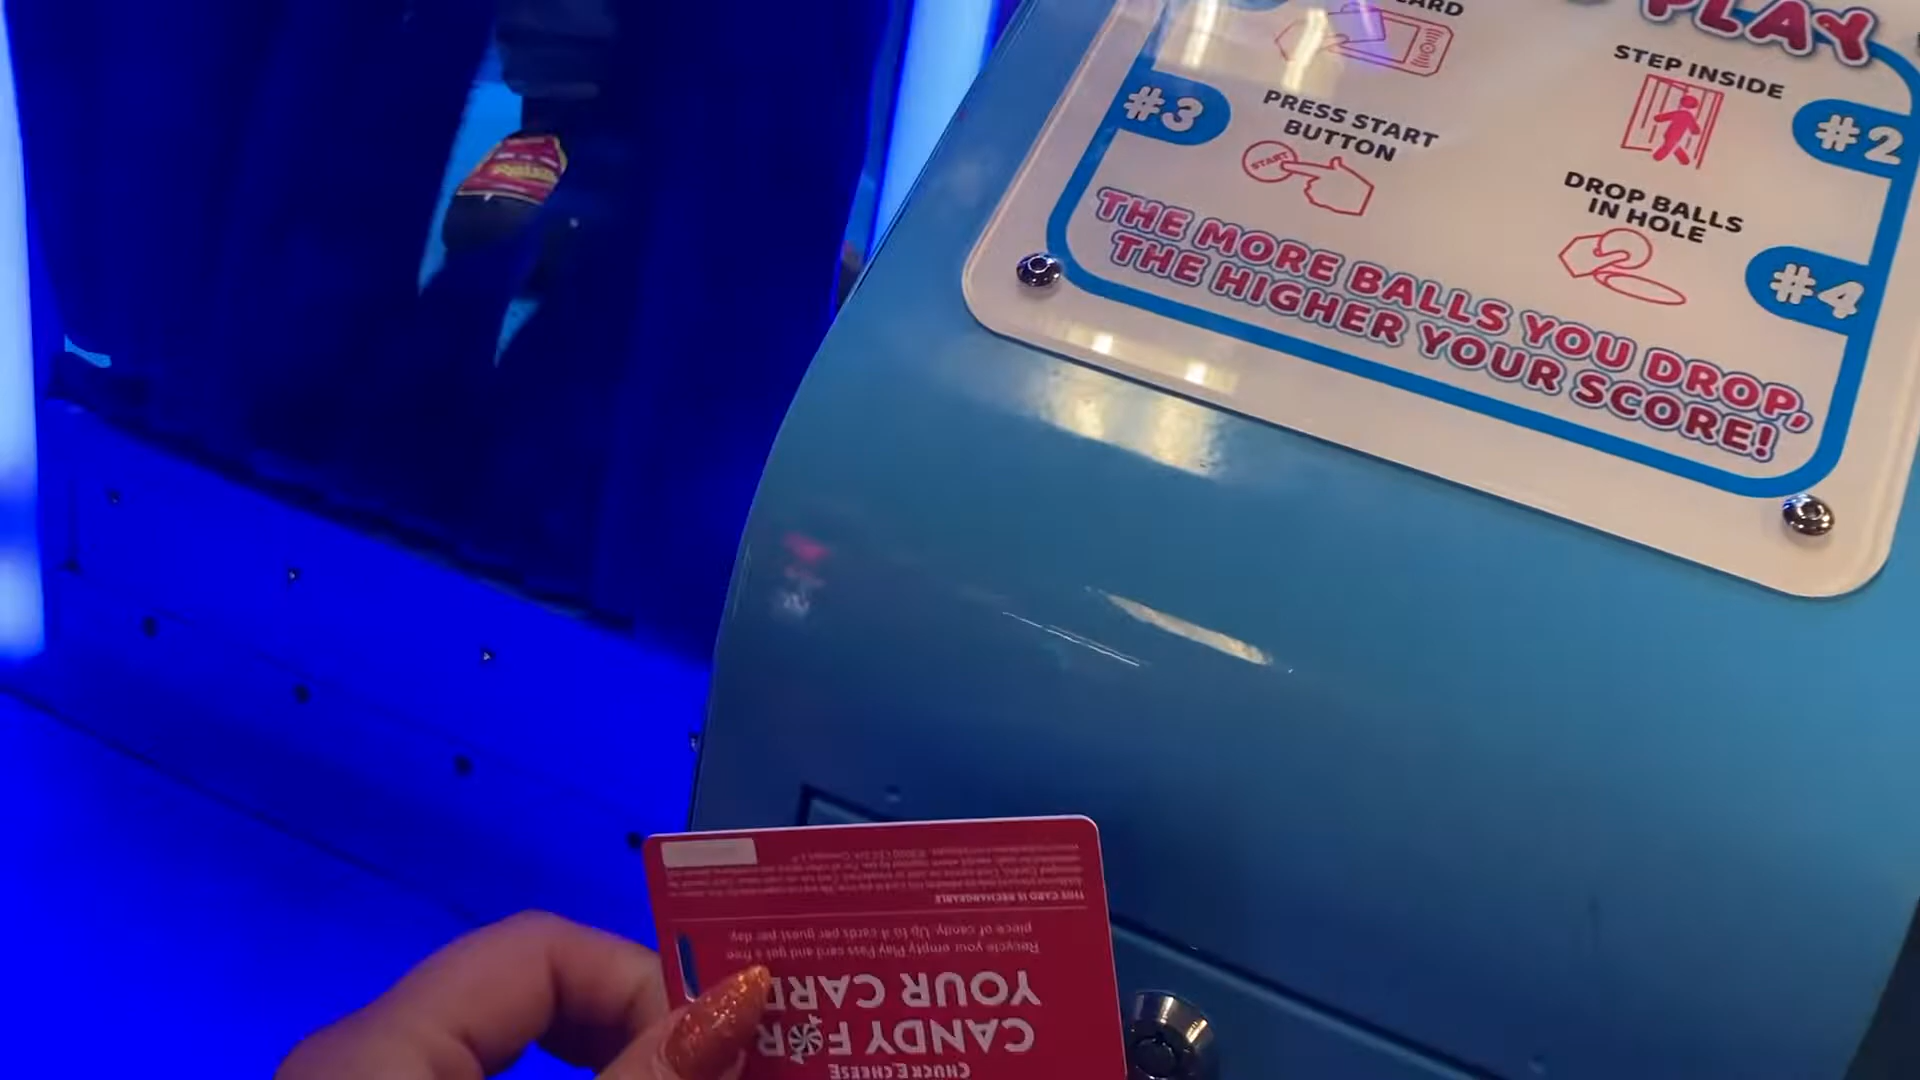 PLAY
CARD
STEP INSIDE
#2
#3
PRESS START
BUTTON
START
DROP BALLS
IN HOLE
#4
THE MORE BALLS YOU DROP,
THE HIGHER YOUR SCORE!
CHUCK E. CHEESE
CANDY FOR
YOUR CARD
Recycle your empty Play Pass card and get a free
piece of candy. Up to 4 cards per guest per day
THIS CARD IS RECHARGEABLE